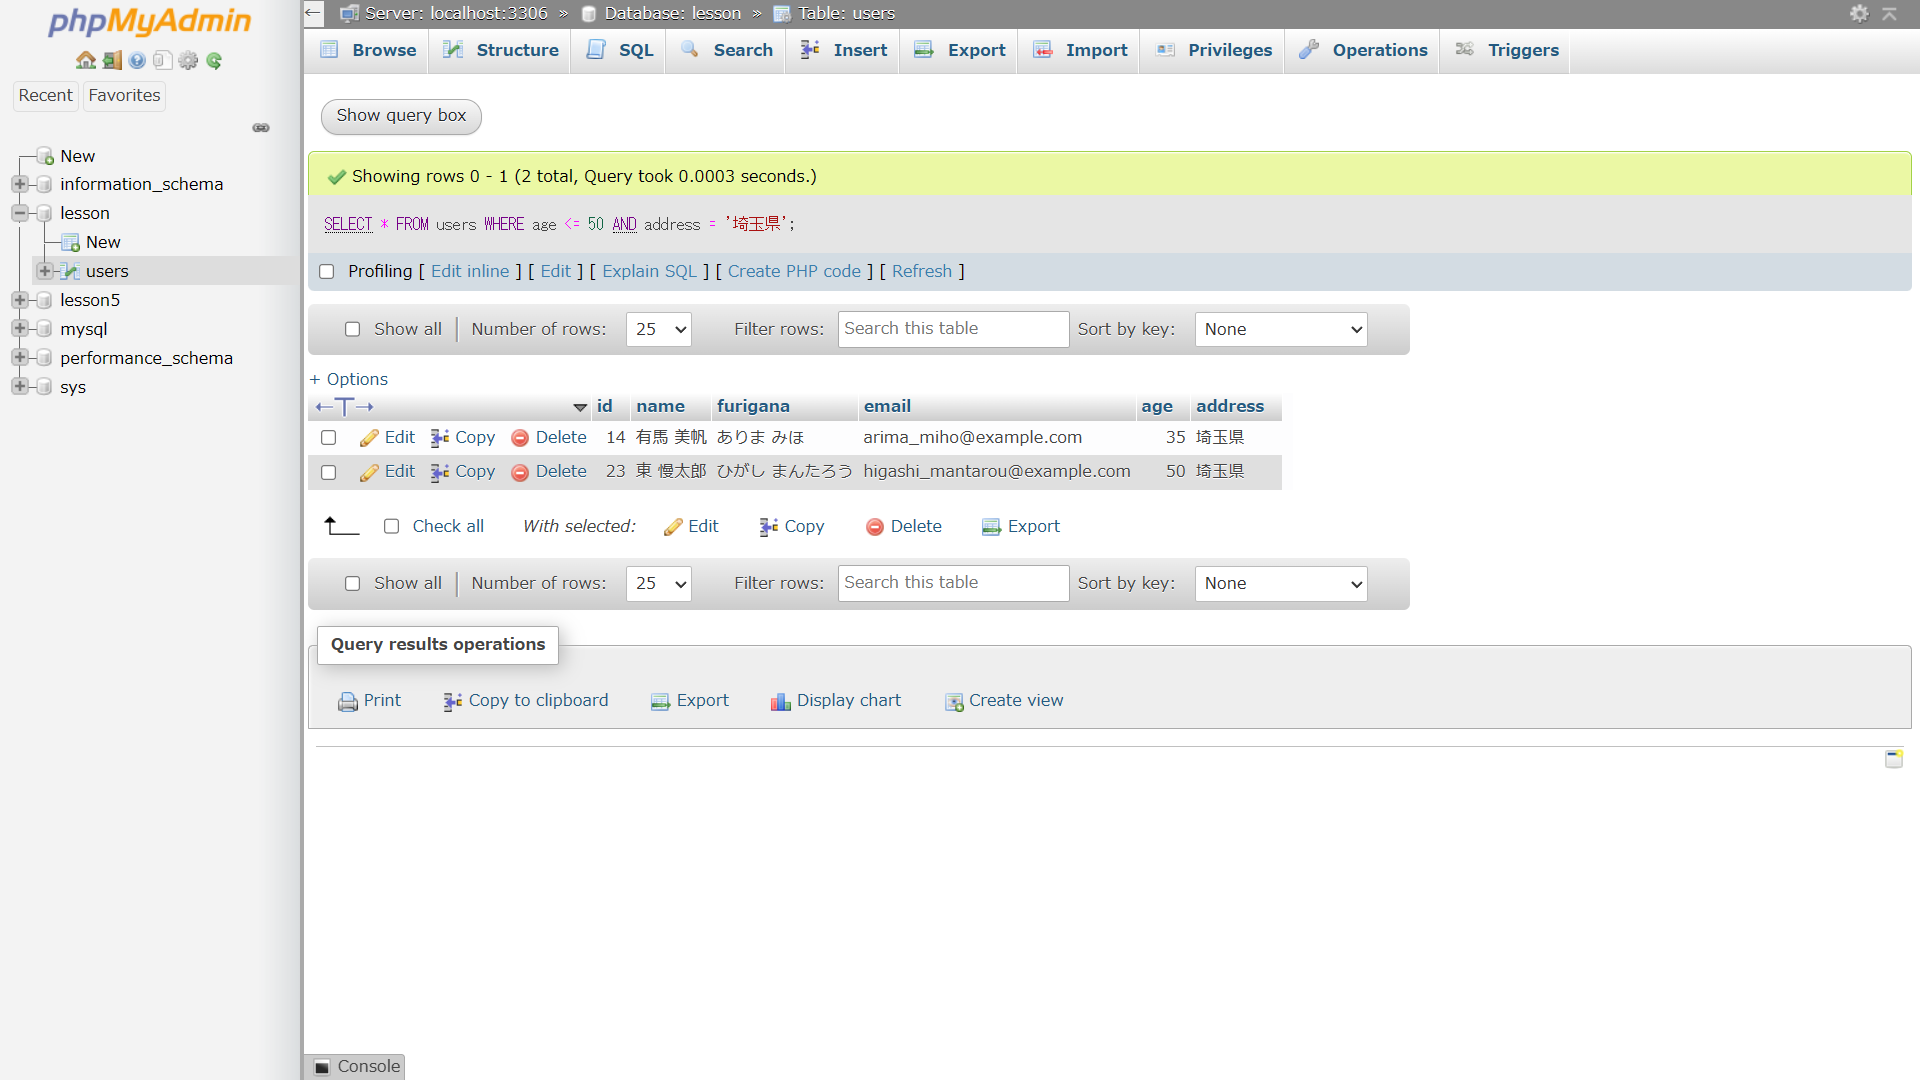 phpMyAdmin
Recent Favorites
New
information_schema
lesson
New
users
lesson5
mysql
performance_schema
sys
Server: localhost:3306 » Database: lesson » Table: users
Browse Structure SQL Search Insert Export Import Privileges Operations Triggers
Show query box
Showing rows 0 - 1 (2 total, Query took 0.0003 seconds.)
SELECT * FROM users WHERE age <= 50 AND address = '埼玉県';
Profiling [ Edit inline ] [ Edit ] [ Explain SQL ] [ Create PHP code ] [ Refresh ]
Show all Number of rows: 25 Filter rows: Search this table Sort by key: None
+ Options
←T→ id name furigana email age address
Edit Copy Delete 14 有馬 美帆 ありま みほ arima_miho@example.com 35 埼玉県
Edit Copy Delete 23 東 慢太郎 ひがし まんたろう higashi_mantarou@example.com 50 埼玉県
Check all With selected: Edit Copy Delete Export
Show all Number of rows: 25 Filter rows: Search this table Sort by key: None
Query results operations
Print Copy to clipboard Export Display chart Create view
Console